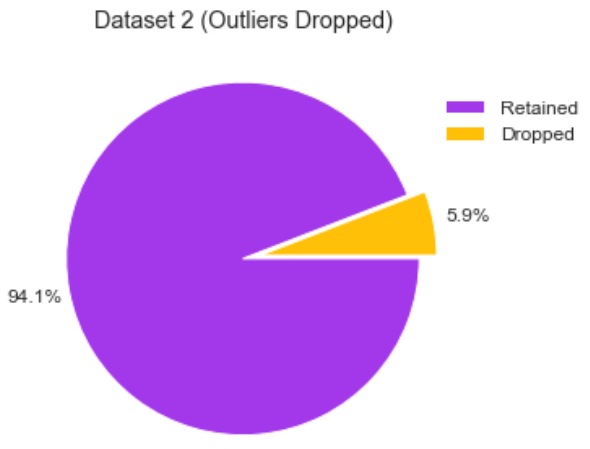 Dataset 2 (Outliers Dropped)
Retained
Dropped
5.9%
94.1%